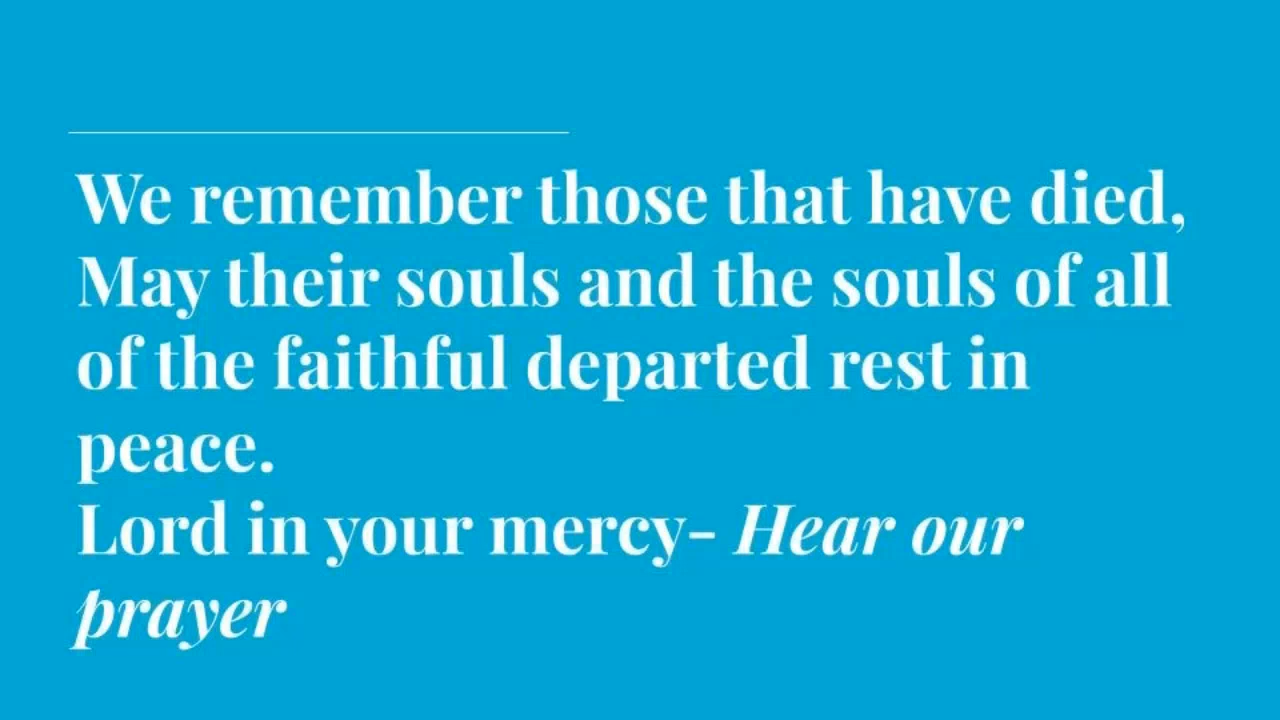 We remember those that have died,
May their souls and the souls of all
of the faithful departed rest in
peace.
Lord in your mercy- Hear our
prayer